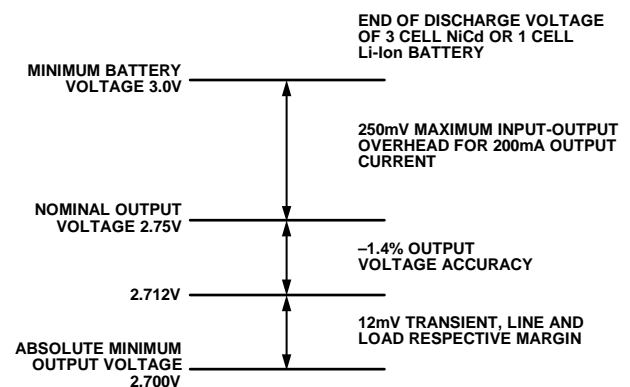 END OF DISCHARGE VOLTAGE
OF 3 CELL NiCd OR 1 CELL
Li-Ion BATTERY
MINIMUM BATTERY
VOLTAGE 3.0V
250mV MAXIMUM INPUT-OUTPUT
OVERHEAD FOR 200mA OUTPUT
CURRENT
NOMINAL OUTPUT
VOLTAGE 2.75V
–1.4% OUTPUT
VOLTAGE ACCURACY
2.712V
12mV TRANSIENT, LINE AND
LOAD RESPECTIVE MARGIN
ABSOLUTE MINIMUM
OUTPUT VOLTAGE
2.700V